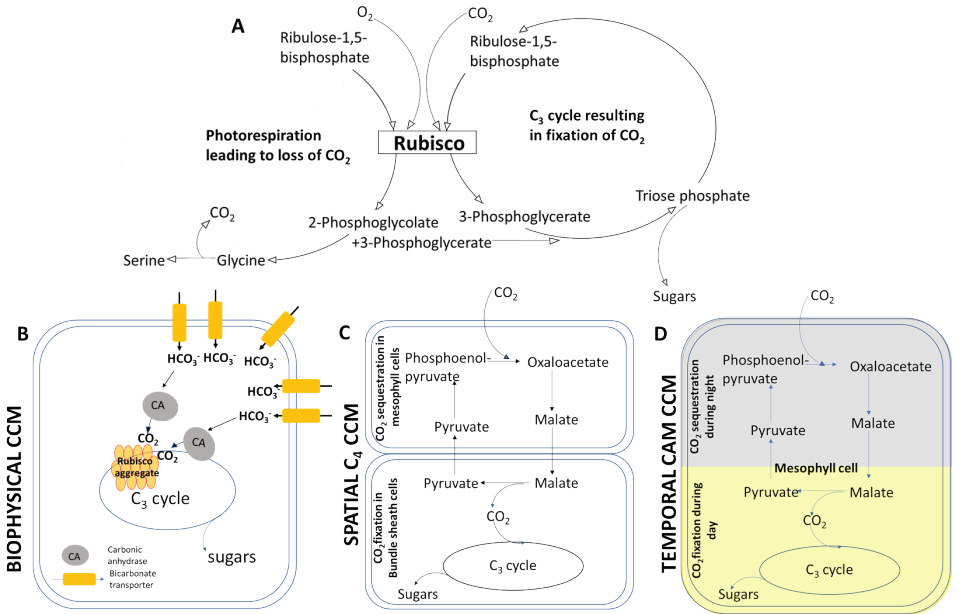 A
O2
CO2
Ribulose-1,5-
bisphosphate
Ribulose-1,5-
bisphosphate
Photorespiration
leading to loss of CO2
C3 cycle resulting
in fixation of CO2
Rubisco
2-Phosphoglycolate
+3-Phosphoglycerate
3-Phosphoglycerate
Triose phosphate
CO2
Serine
Glycine
Sugars
B
BIOPHYSICAL CCM
HCO3-
HCO3-
HCO3-
HCO3-
HCO3-
CA
CA
CO2
CO2
Rubisco
aggregate
C3 cycle
sugars
CA
Carbonic
anhydrase
Bicarbonate
transporter
C
SPATIAL C4 CCM
CO2 sequestration in
mesophyll cells
CO2
Phosphoenol-
pyruvate
Oxaloacetate
Pyruvate
Malate
CO2 fixation in
Bundle sheath cells
Pyruvate
Malate
CO2
C3 cycle
Sugars
D
TEMPORAL CAM CCM
CO2 sequestration
during night
CO2
Phosphoenol-
pyruvate
Oxaloacetate
Pyruvate
Malate
Mesophyll cell
CO2 fixation during
day
Pyruvate
Malate
CO2
C3 cycle
Sugars